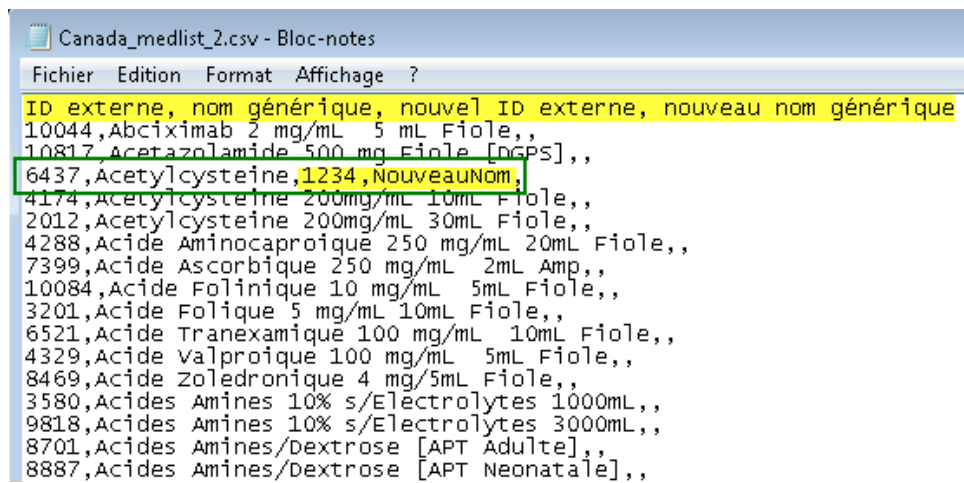 Canada_medlist_2.csv - Bloc-notes
Fichier Edition Format Affichage ?
ID externe, nom générique, nouvel ID externe, nouveau nom générique
10044,Abciximab 2 mg/mL  5 mL Fiole,,
10817,Acetazolamide 500 mg Fiole [DGPS],,
6437,Acetylcysteine,1234,NouveauNom,
4174,Acetylcysteine 200mg/mL 10mL Fiole,,
2012,Acetylcysteine 200mg/mL 30mL Fiole,,
4288,Acide Aminocaproique 250 mg/mL 20mL Fiole,,
7399,Acide Ascorbique 250 mg/mL  2mL Amp,,
10084,Acide Folinique 10 mg/mL  5mL Fiole,,
3201,Acide Folique 5 mg/mL 10mL Fiole,,
6521,Acide Tranexamique 100 mg/mL  10mL Fiole,,
4329,Acide Valproique 100 mg/mL  5mL Fiole,,
8469,Acide Zoledronique 4 mg/5mL Fiole,,
3580,Acides Amines 10% s/Electrolytes 1000mL,,
9818,Acides Amines 10% s/Electrolytes 3000mL,,
8701,Acides Amines/Dextrose [APT Adulte],,
8887,Acides Amines/Dextrose [APT Neonatale],,